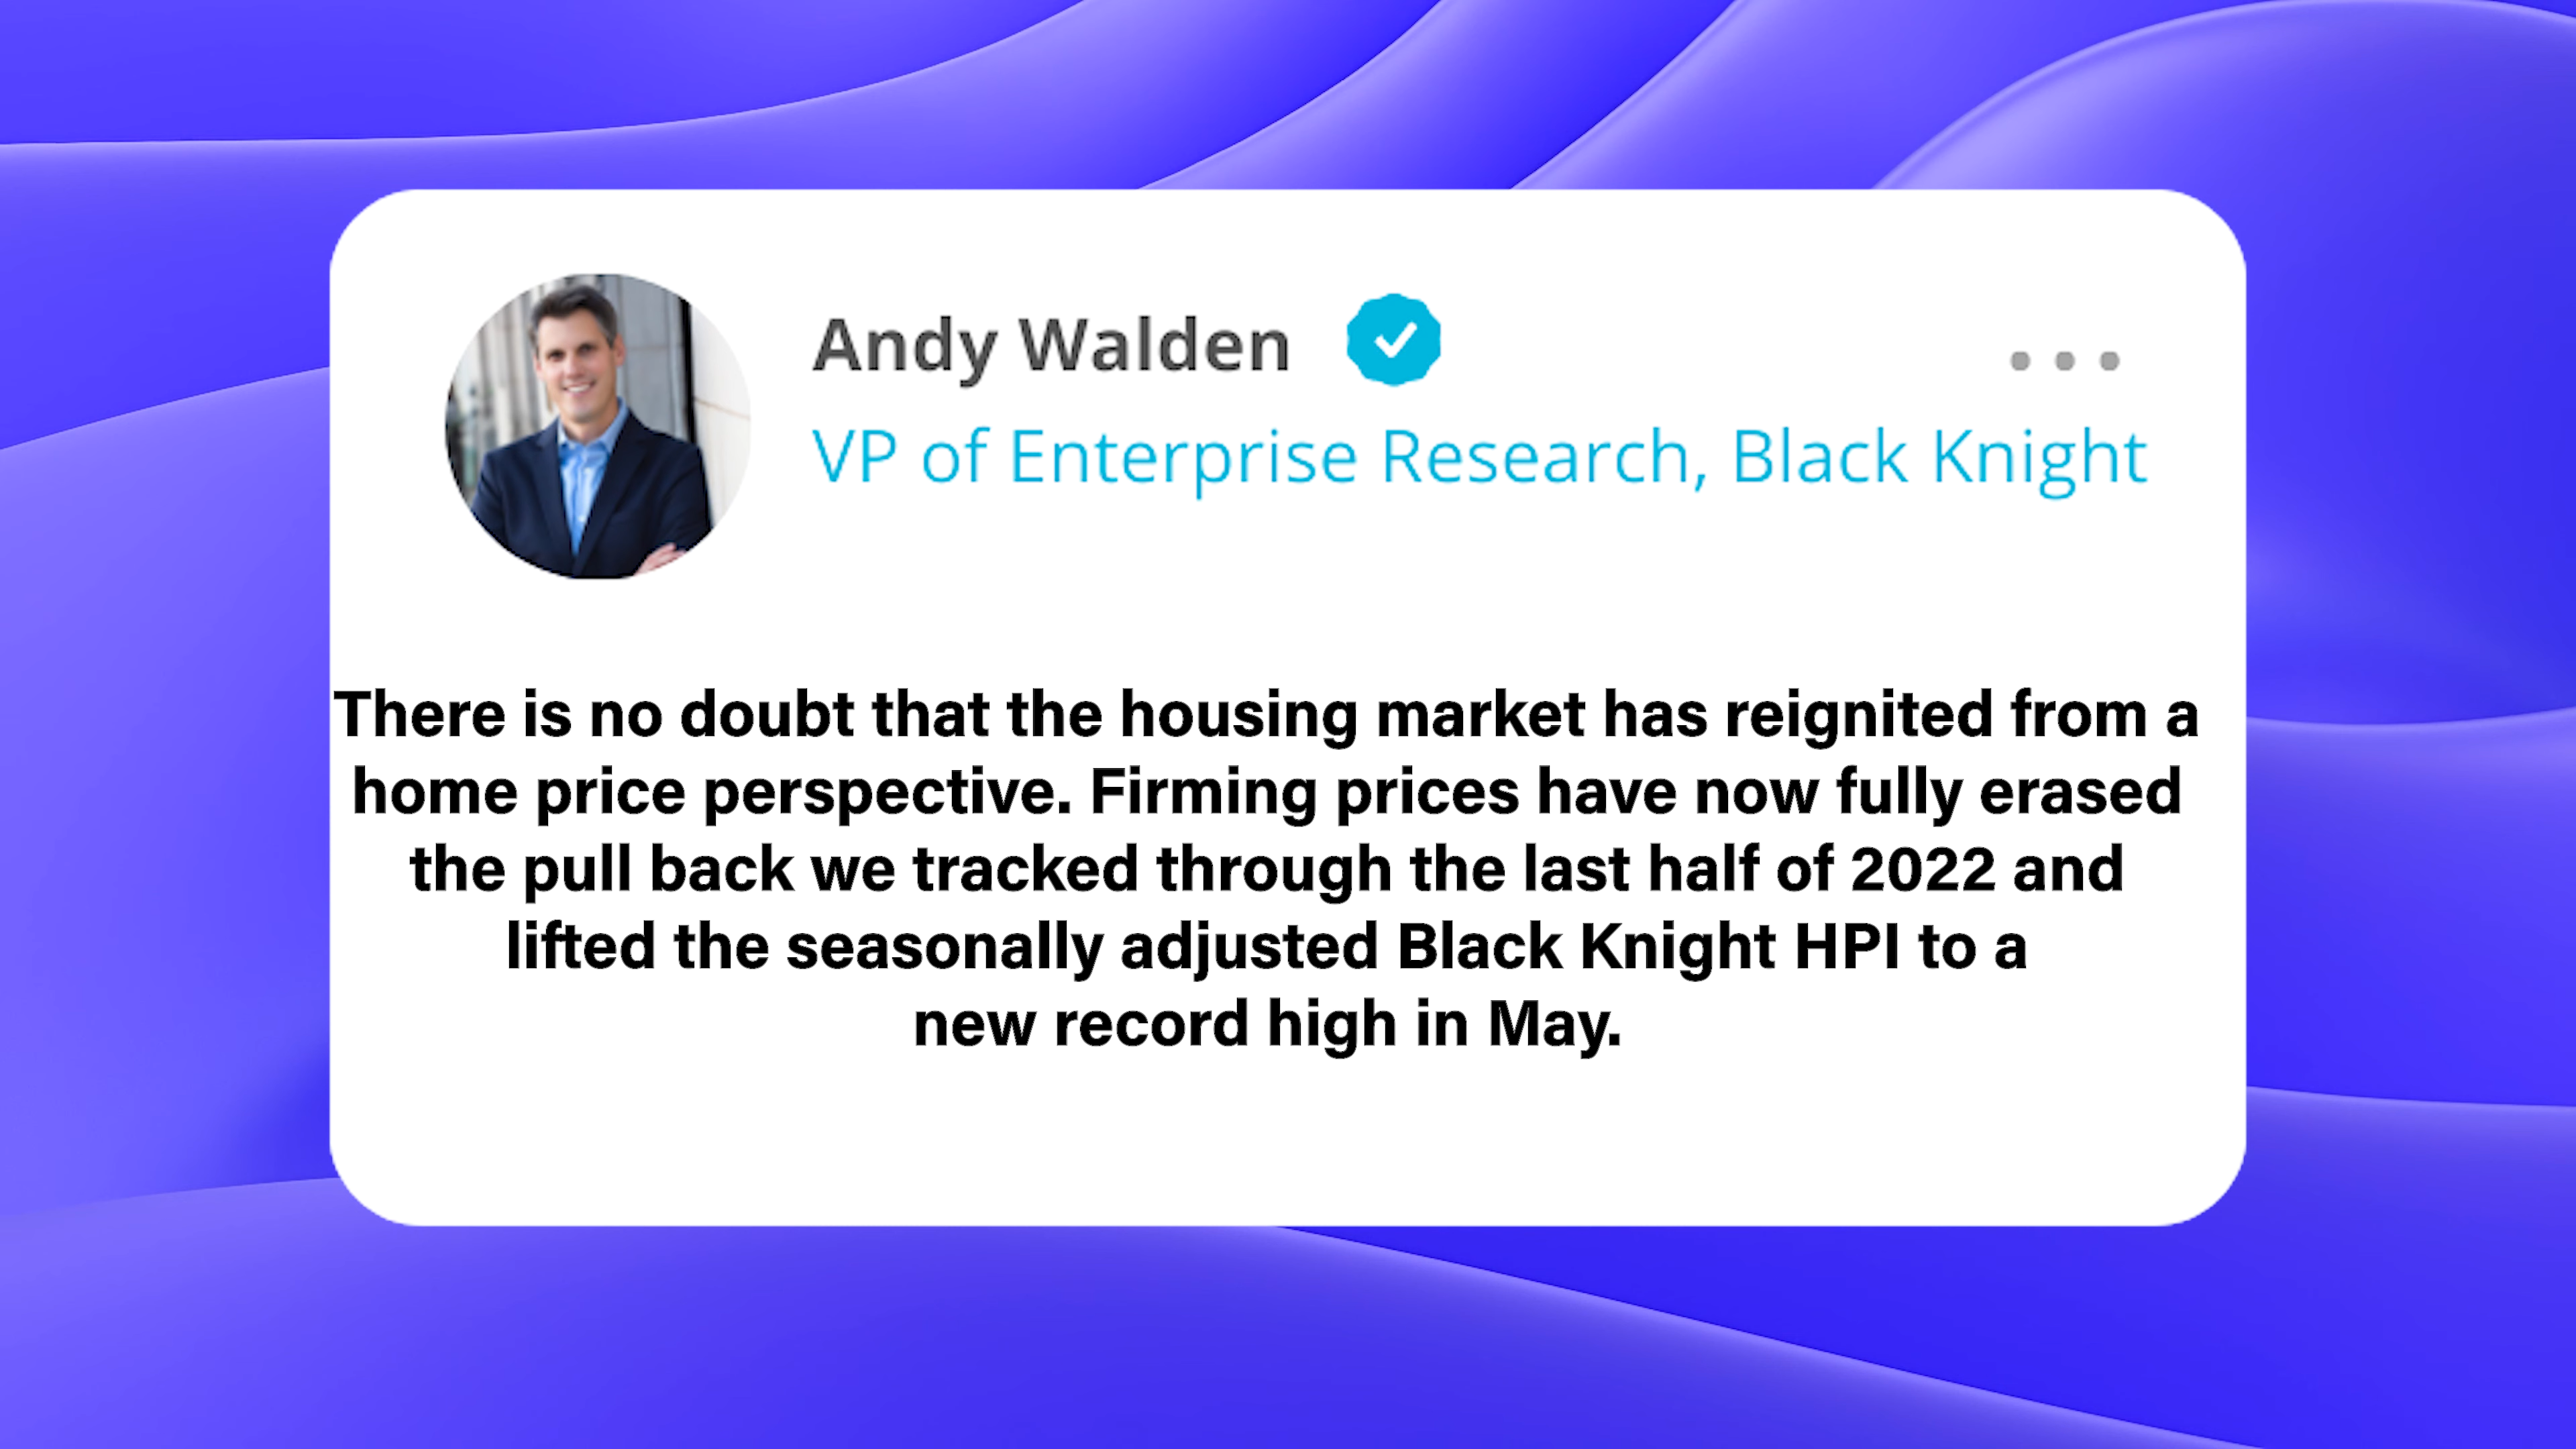 Andy Walden
VP of Enterprise Research, Black Knight
There is no doubt that the housing market has reignited from a
home price perspective. Firming prices have now fully erased
the pull back we tracked through the last half of 2022 and
lifted the seasonally adjusted Black Knight HPI to a
new record high in May.